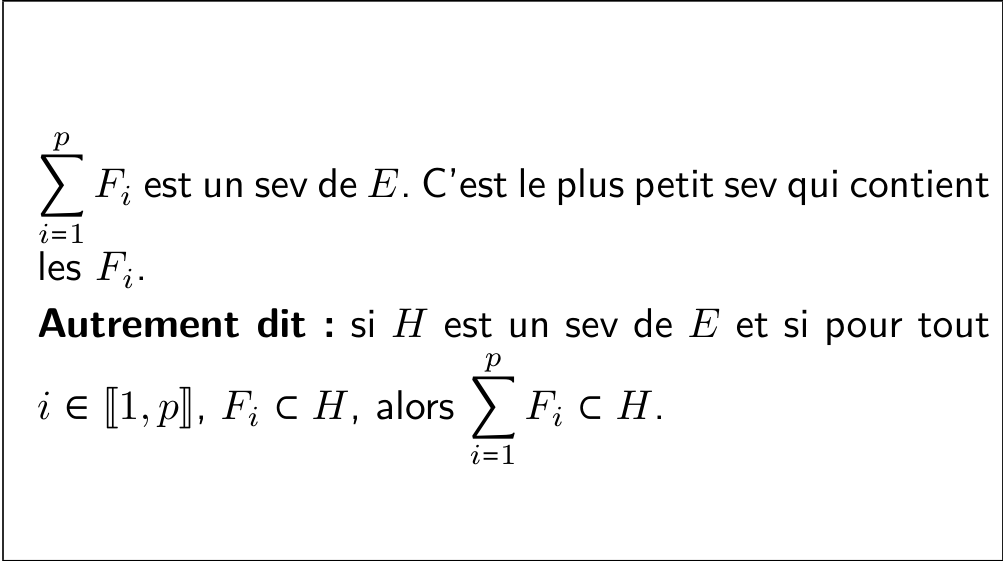 $\sum_{i=1}^{p} F_i$ est un sev de $E$. C'est le plus petit sev qui contient
les $F_i$.
**Autrement dit :** si $H$ est un sev de $E$ et si pour tout
$i \in [\![1, p]\!]$, $F_i \subset H$, alors $\sum_{i=1}^{p} F_i \subset H$.